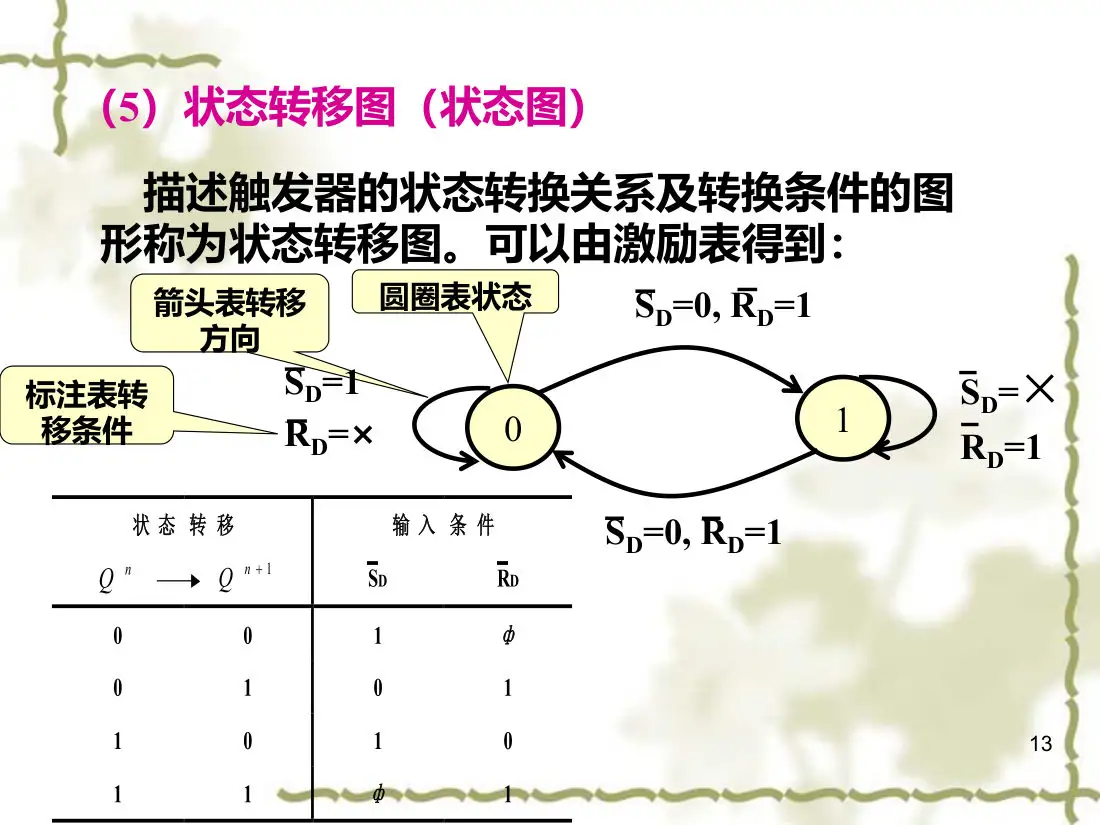 （5）状态转移图（状态图）
描述触发器的状态转换关系及转换条件的图
形称为状态转移图。可以由激励表得到：
箭头表转移
方向
圆圈表状态
S̅D=0, R̅D=1
标注表转
移条件
S̅D=1
R̅D=×
0
1
S̅D=×
R̅D=1
S̅D=0, R̅D=1
状态 转移 输入 条件
Qⁿ ⟶ Qⁿ⁺¹ S̅D R̅D
0 0 1 ϕ
0 1 0 1
1 0 1 0
1 1 ϕ 1
13